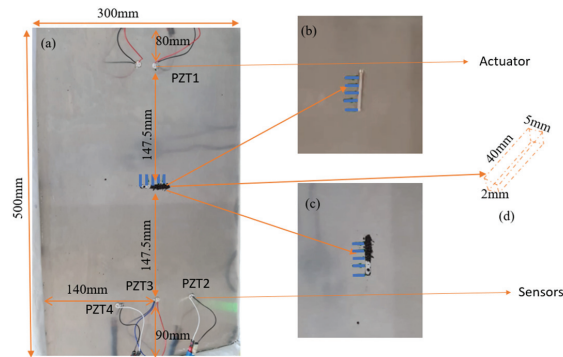 300mm
(a)
80mm
PZT1
Actuator
(b)
147.5mm
500mm
5mm
40mm
2mm
(d)
(c)
147.5mm
140mm
PZT3
PZT2
PZT4
90mm
Sensors